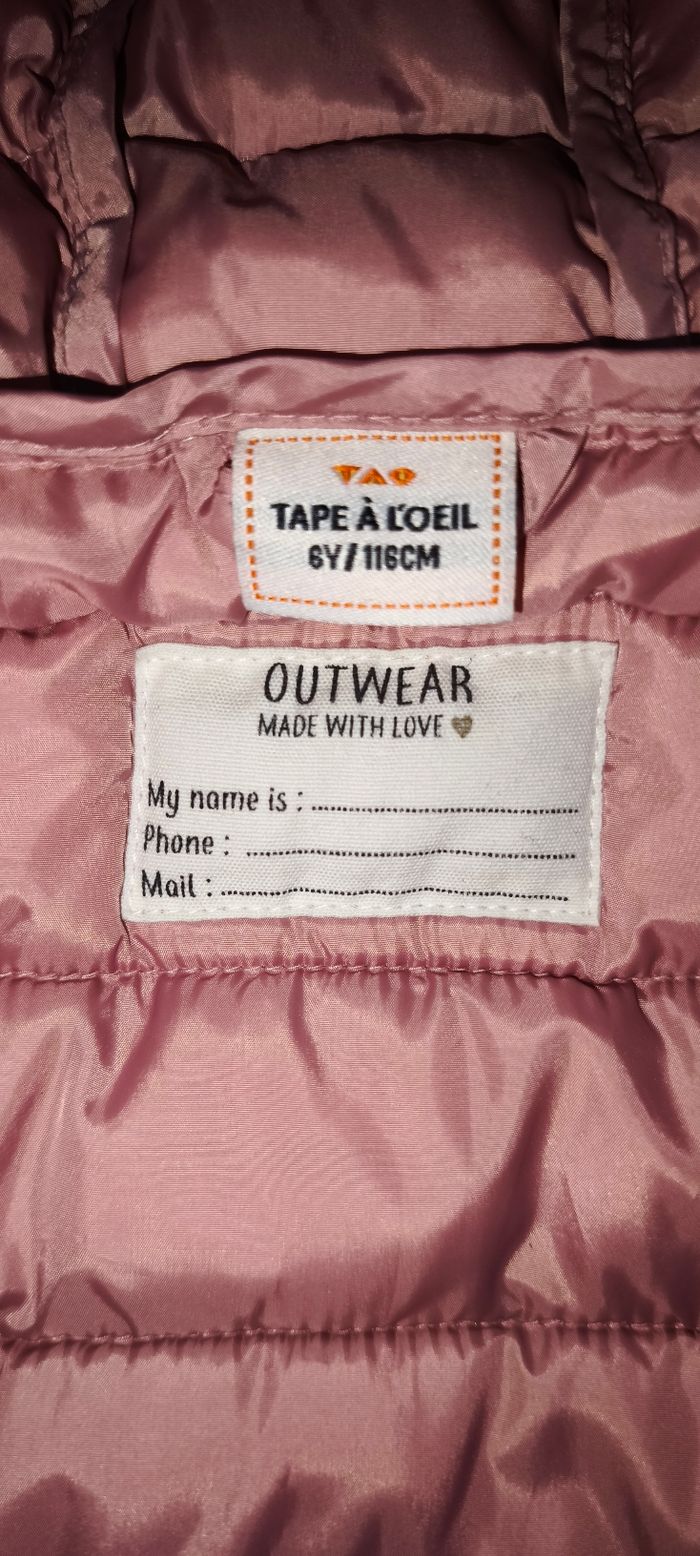 TAO
TAPE À L'OEIL
6Y/116CM
OUTWEAR
MADE WITH LOVE
My name is :
Phone :
Mail :